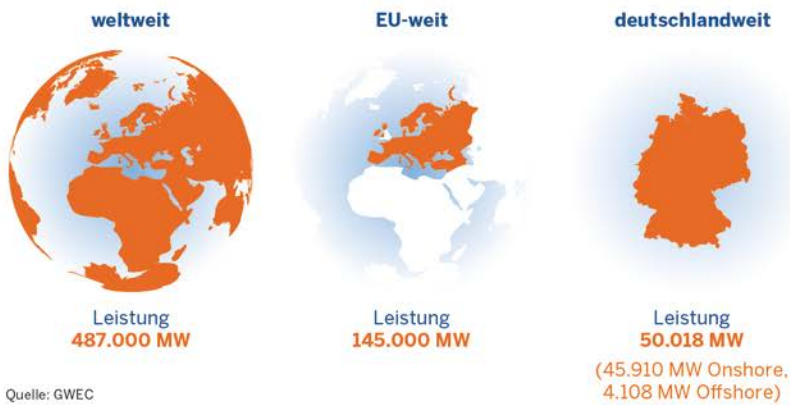 weltweit
EU-weit
deutschlandweit
Leistung
487.000 MW
Leistung
145.000 MW
Leistung
50.018 MW
(45.910 MW Onshore,
4.108 MW Offshore)
Quelle: GWEC